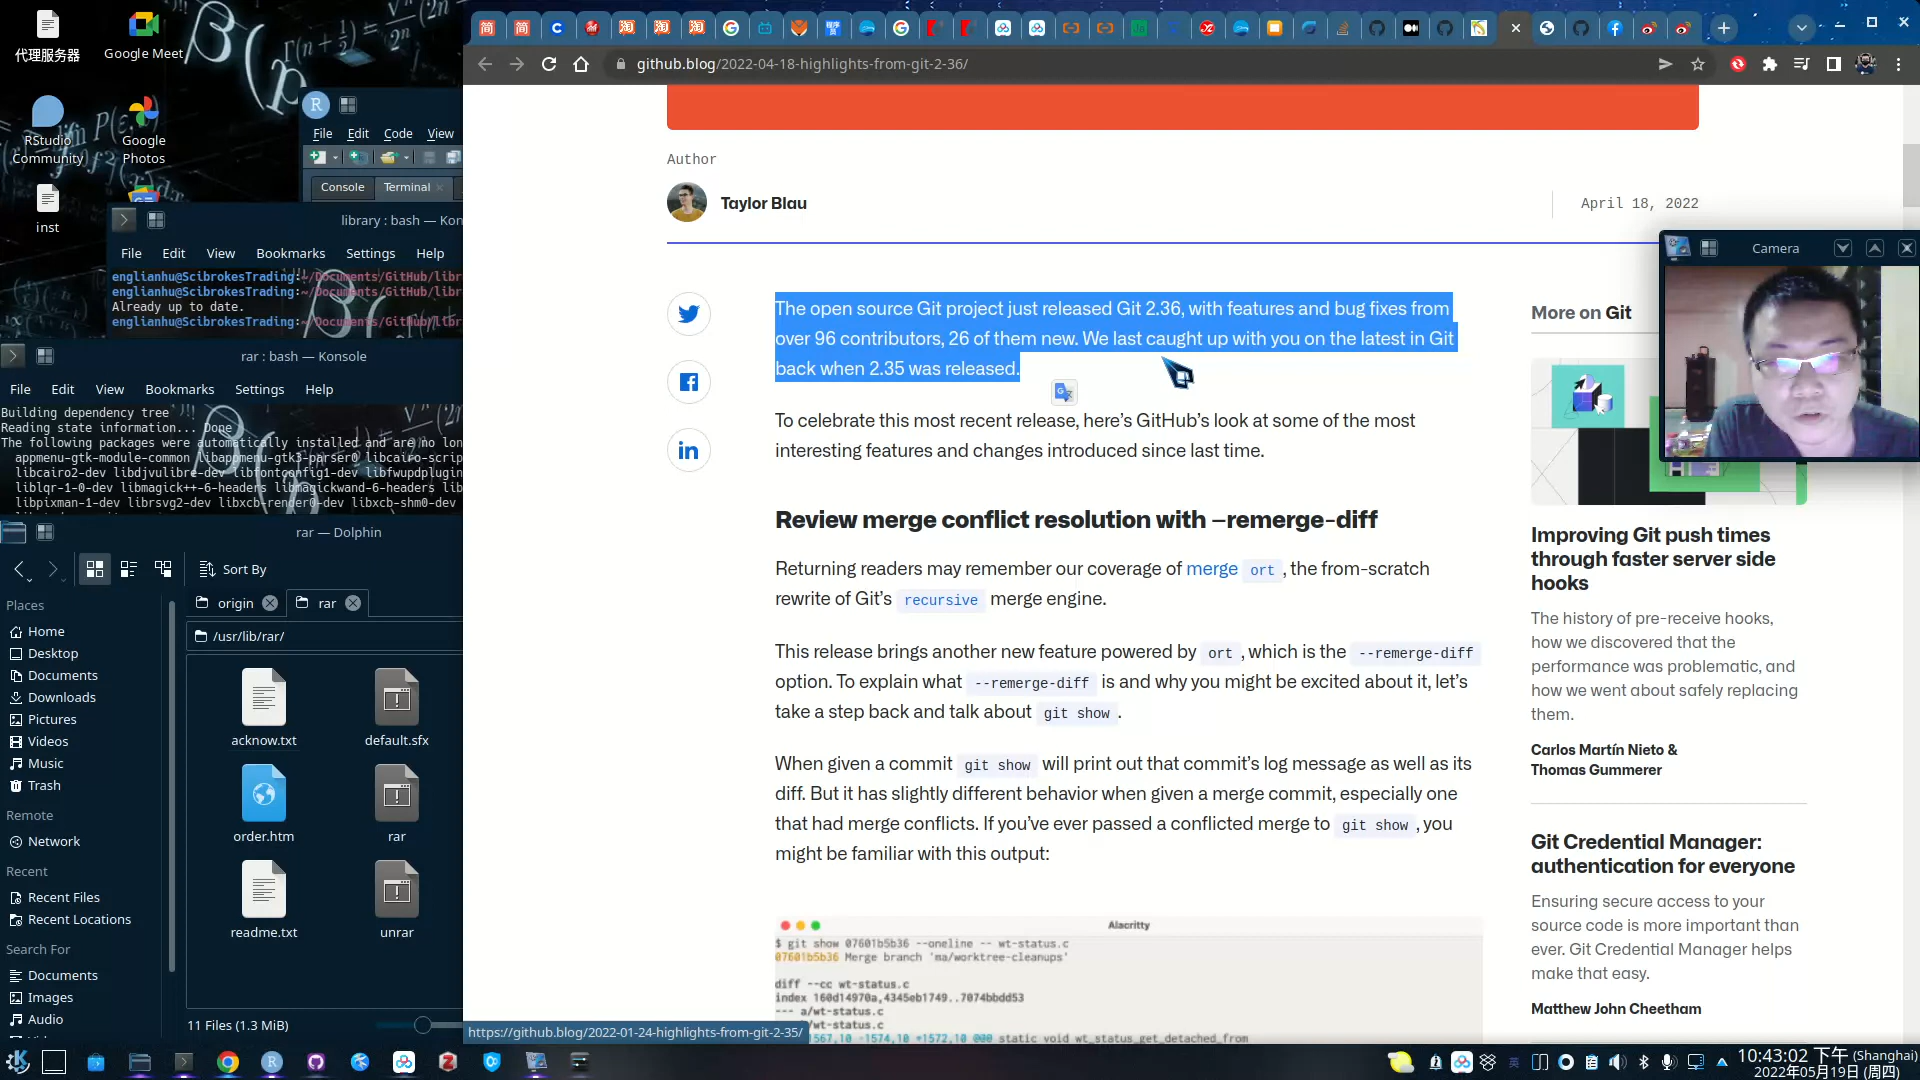 代理服务器
Google Meet
RStudio
Community
Google
Photos
inst
File Edit Code View
Console Terminal
library : bash — Kon
File Edit View Bookmarks Settings Help
englianhu@ScibrokesTrading:~/Documents/GitHub/libr
englianhu@ScibrokesTrading:~/Documents/GitHub/libr
Already up to date.
englianhu@ScibrokesTrading:~/Documents/GitHub/libr
rar : bash — Konsole
File Edit View Bookmarks Settings Help
Building dependency tree
Reading state information... Done
The following packages were automatically installed and are no lon
appmenu-gtk-module-common libappmenu-gtk3-parser0 libcairo-scrip
libcairo2-dev libdjvulibre-dev libfontconfig1-dev libfwupdplugin
liblqr-1-0-dev libmagick++-6-headers libmagickwand-6-headers lib
libpixman-1-dev librsvg2-dev libxcb-render0-dev libxcb-shm0-dev
rar — Dolphin
Sort By
origin rar
/usr/lib/rar/
Places
Home
Desktop
Documents
Downloads
Pictures
Videos
Music
Trash
Remote
Network
Recent
Recent Files
Recent Locations
Search For
Documents
Images
Audio
acknow.txt
default.sfx
order.htm
rar
readme.txt
unrar
11 Files (1.3 MiB)
github.blog/2022-04-18-highlights-from-git-2-36/
Author
Taylor Blau
April 18, 2022
The open source Git project just released Git 2.36, with features and bug fixes from
over 96 contributors, 26 of them new. We last caught up with you on the latest in Git
back when 2.35 was released.
To celebrate this most recent release, here’s GitHub’s look at some of the most
interesting features and changes introduced since last time.
Review merge conflict resolution with –remerge-diff
Returning readers may remember our coverage of merge ort, the from-scratch
rewrite of Git’s recursive merge engine.
This release brings another new feature powered by ort, which is the --remerge-diff
option. To explain what --remerge-diff is and why you might be excited about it, let’s
take a step back and talk about git show.
When given a commit git show will print out that commit’s log message as well as its
diff. But it has slightly different behavior when given a merge commit, especially one
that had merge conflicts. If you’ve ever passed a conflicted merge to git show, you
might be familiar with this output:
Alacritty
$ git show 07601b5b36 --oneline -- wt-status.c
07601b5b36 Merge branch 'ma/worktree-cleanups'
diff --cc wt-status.c
index 160d14970a,4345eb1749..7074bbdd53
--- a/wt-status.c
/wt-status.c
1567,10 -1574,10 +1572,10 @@@ static void wt_status_get_detached_from
https://github.blog/2022-01-24-highlights-from-git-2-35/
Camera
More on Git
Improving Git push times
through faster server side
hooks
The history of pre-receive hooks,
how we discovered that the
performance was problematic, and
how we went about safely replacing
them.
Carlos Martín Nieto &
Thomas Gummerer
Git Credential Manager:
authentication for everyone
Ensuring secure access to your
source code is more important than
ever. Git Credential Manager helps
make that easy.
Matthew John Cheetham
10:43:02 下午 (Shanghai)
2022年05月19日 (周四)